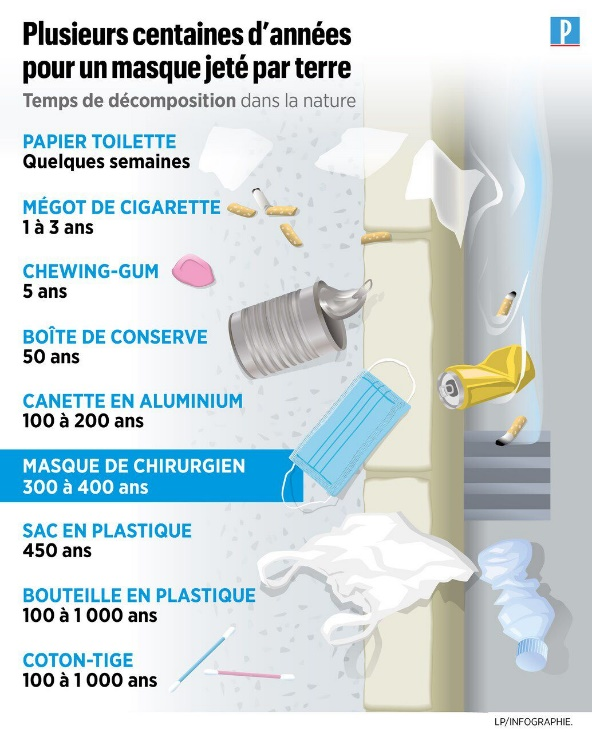 Plusieurs centaines d'années
pour un masque jeté par terre
P
Temps de décomposition dans la nature
PAPIER TOILETTE
Quelques semaines
MÉGOT DE CIGARETTE
1 à 3 ans
CHEWING-GUM
5 ans
BOÎTE DE CONSERVE
50 ans
CANETTE EN ALUMINIUM
100 à 200 ans
MASQUE DE CHIRURGIEN
300 à 400 ans
SAC EN PLASTIQUE
450 ans
BOUTEILLE EN PLASTIQUE
100 à 1 000 ans
COTON-TIGE
100 à 1 000 ans
LP/INFOGRAPHIE.